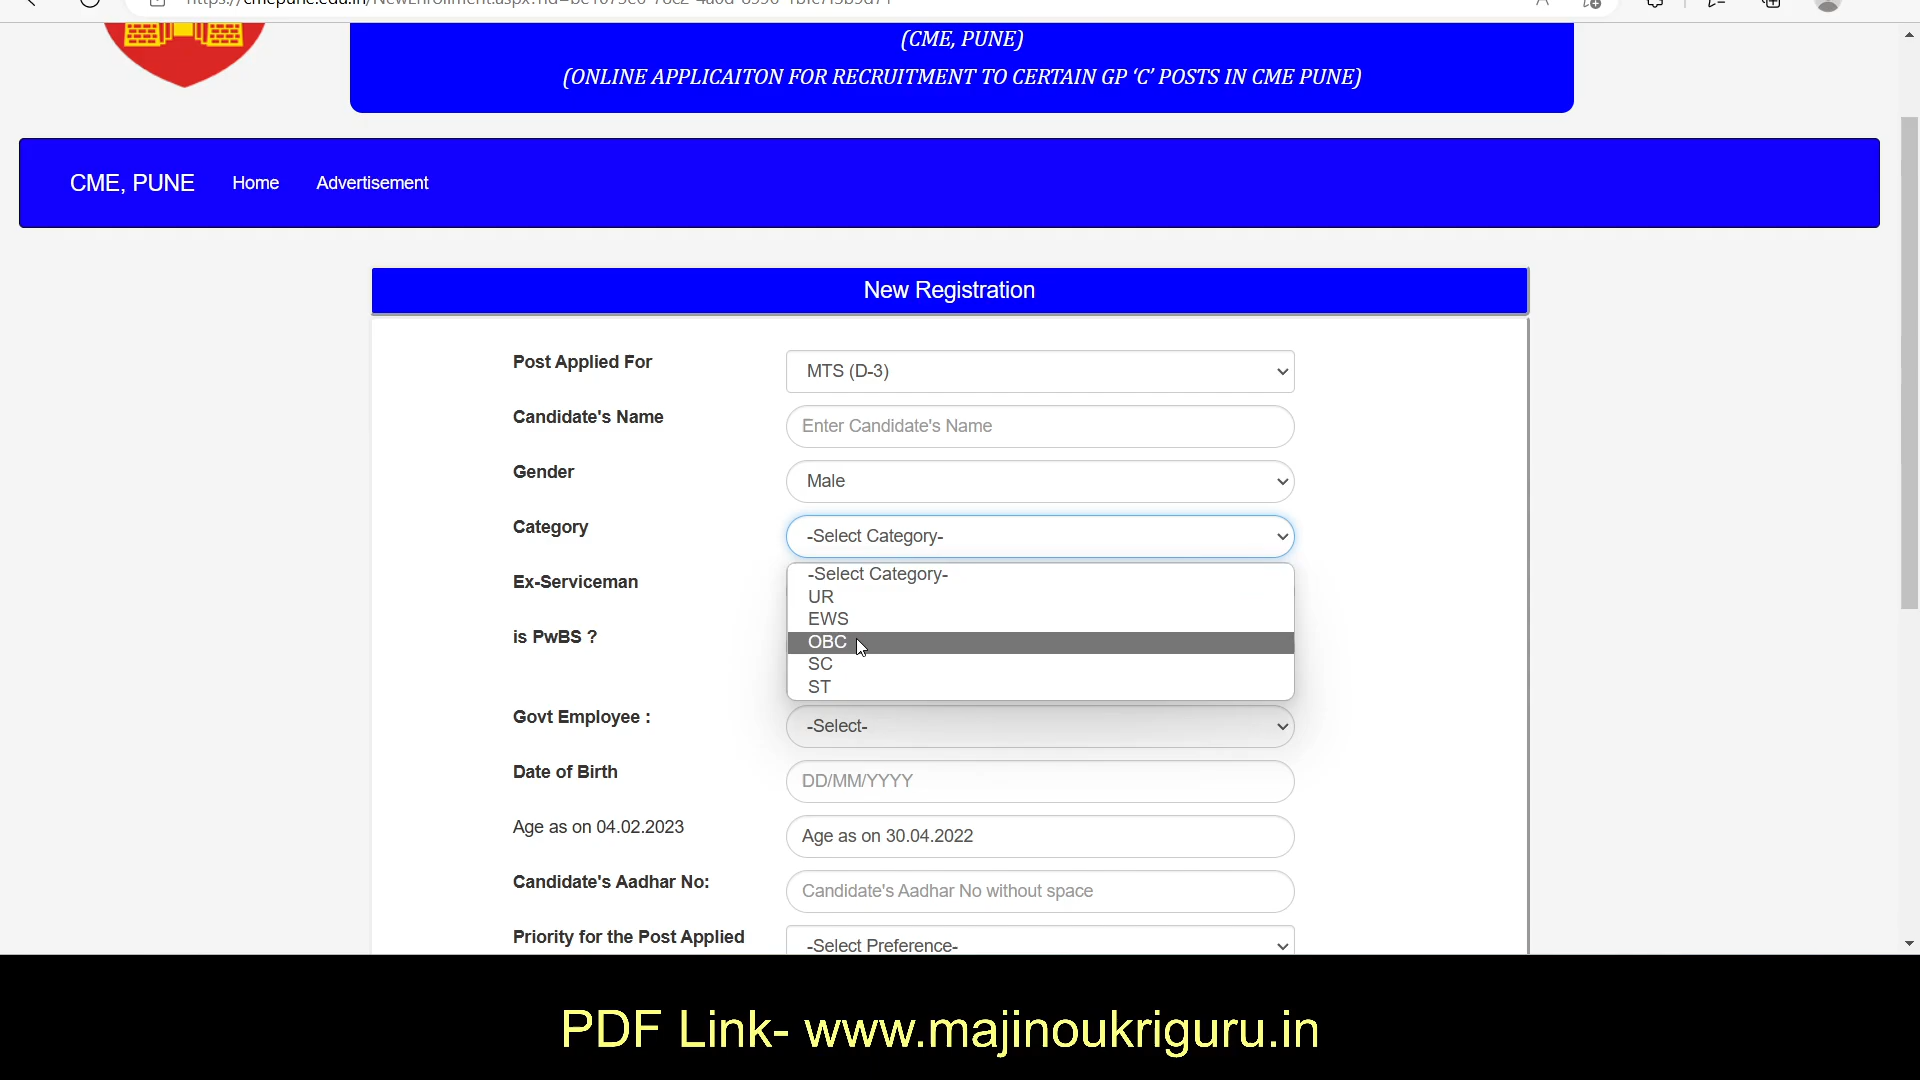 (CME, PUNE)
(ONLINE APPLICAITON FOR RECRUITMENT TO CERTAIN GP ‘C’ POSTS IN CME PUNE)
CME, PUNE Home Advertisement
New Registration
Post Applied For MTS (D-3)
Candidate's Name Enter Candidate's Name
Gender Male
Category -Select Category-
-Select Category-
Ex-Serviceman UR
EWS
is PwBS ? OBC
SC
ST
Govt Employee : -Select-
Date of Birth DD/MM/YYYY
Age as on 04.02.2023 Age as on 30.04.2022
Candidate's Aadhar No: Candidate's Aadhar No without space
Priority for the Post Applied -Select Preference-
PDF Link- www.majinoukriguru.in